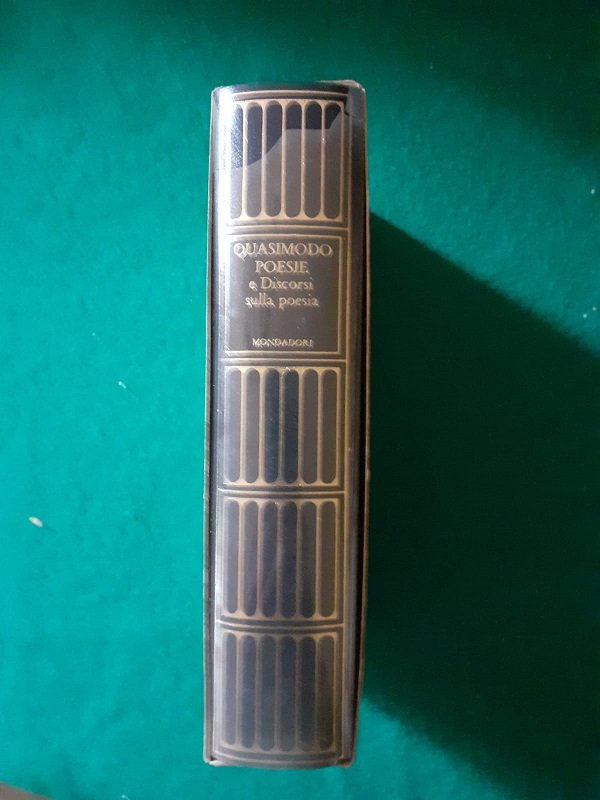 QUASIMODO
POESIE
e Discorsi
sulla poesia
MONDADORI